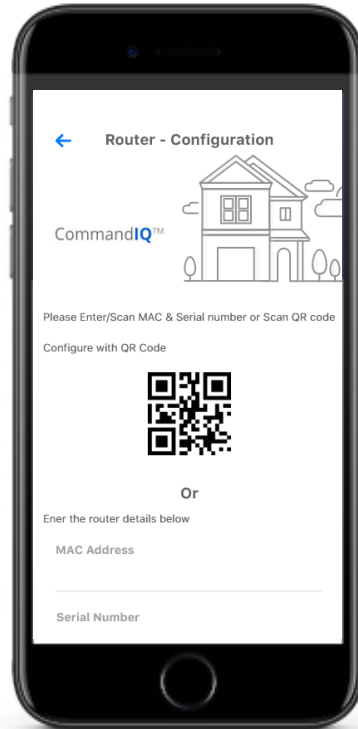 Router - Configuration
CommandIQ™
Please Enter/Scan MAC & Serial number or Scan QR code
Configure with QR Code
Or
Ener the router details below
MAC Address
Serial Number